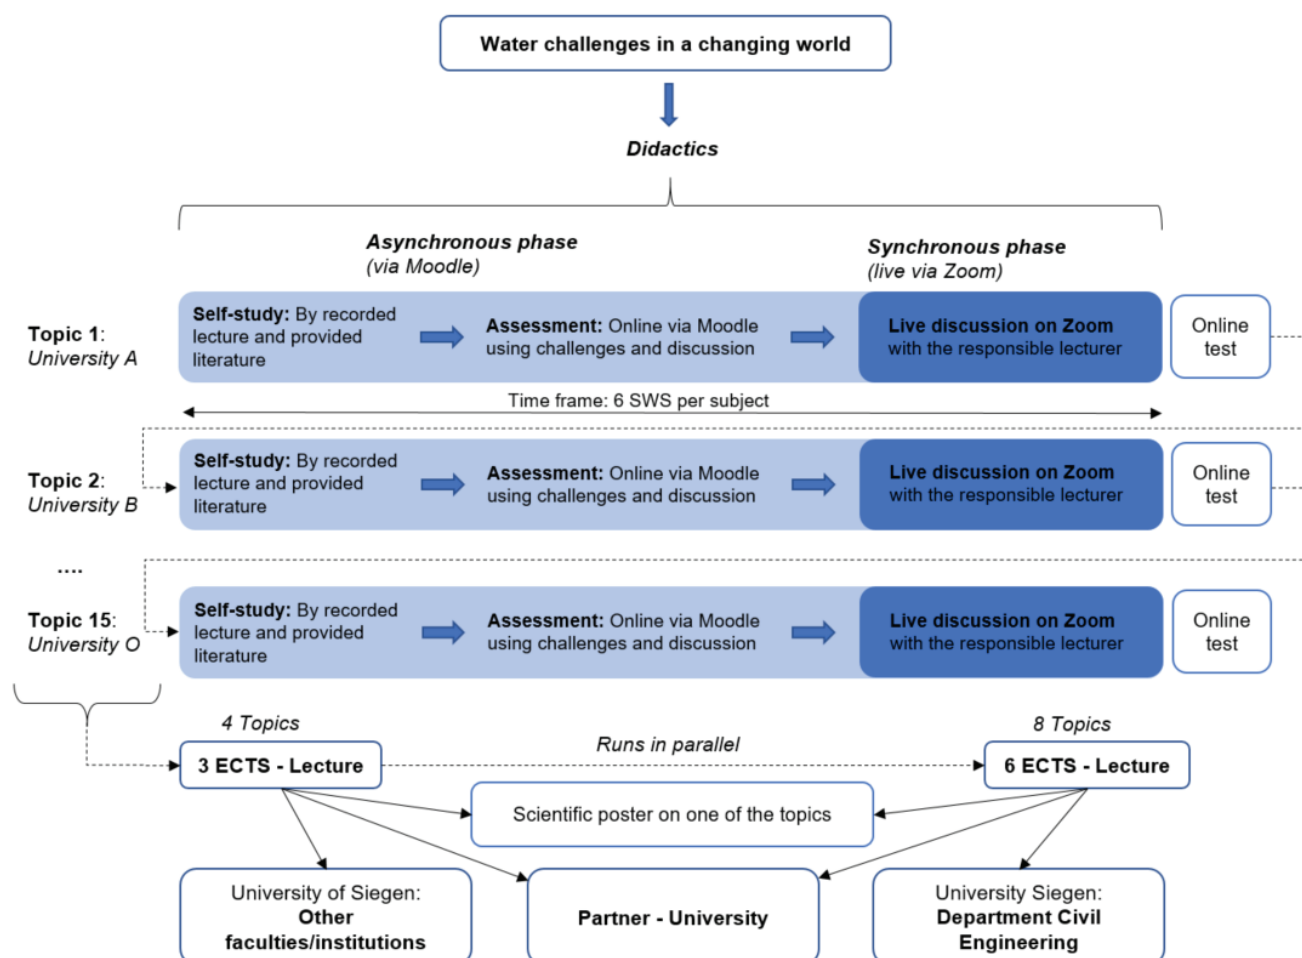 Water challenges in a changing world
Didactics
Asynchronous phase
(via Moodle)
Synchronous phase
(live via Zoom)
Topic 1:
University A
Self-study: By recorded
lecture and provided
literature
Assessment: Online via Moodle
using challenges and discussion
Live discussion on Zoom
with the responsible lecturer
Online
test
Time frame: 6 SWS per subject
Topic 2:
University B
Self-study: By recorded
lecture and provided
literature
Assessment: Online via Moodle
using challenges and discussion
Live discussion on Zoom
with the responsible lecturer
Online
test
....
Topic 15:
University O
Self-study: By recorded
lecture and provided
literature
Assessment: Online via Moodle
using challenges and discussion
Live discussion on Zoom
with the responsible lecturer
Online
test
4 Topics
3 ECTS - Lecture
Runs in parallel
8 Topics
6 ECTS - Lecture
Scientific poster on one of the topics
University of Siegen:
Other
faculties/institutions
Partner - University
University Siegen:
Department Civil
Engineering